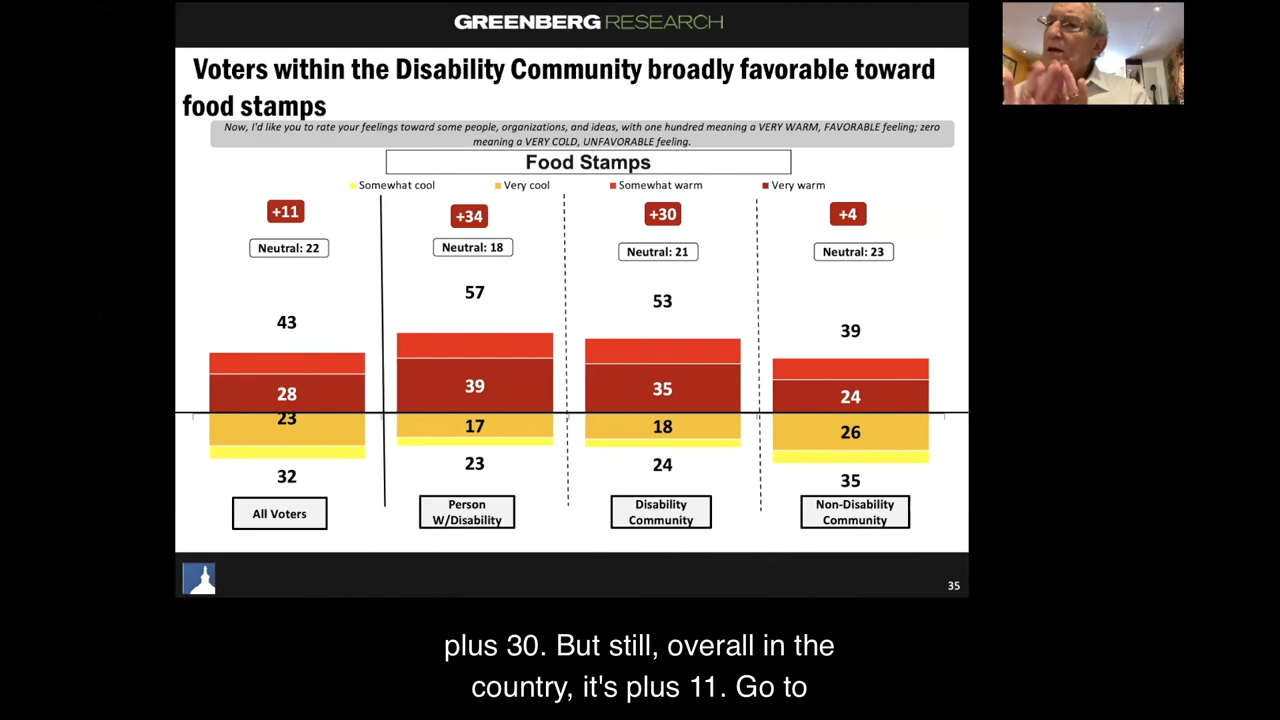 GREENBERG RESEARCH
Voters within the Disability Community broadly favorable toward
food stamps
Now, I'd like you to rate your feelings toward some people, organizations, and ideas, with one hundred meaning a VERY WARM, FAVORABLE feeling; zero
meaning a VERY COLD, UNFAVORABLE feeling.
Food Stamps
Somewhat cool Very cool Somewhat warm Very warm
+11 +34 +30 +4
Neutral: 22 Neutral: 18 Neutral: 21 Neutral: 23
43 57 53 39
28 39 35 24
23 17 18 26
32 23 24 35
All Voters
Person
W/Disability
Disability
Community
Non-Disability
Community
35
plus 30. But still, overall in the
country, it's plus 11. Go to